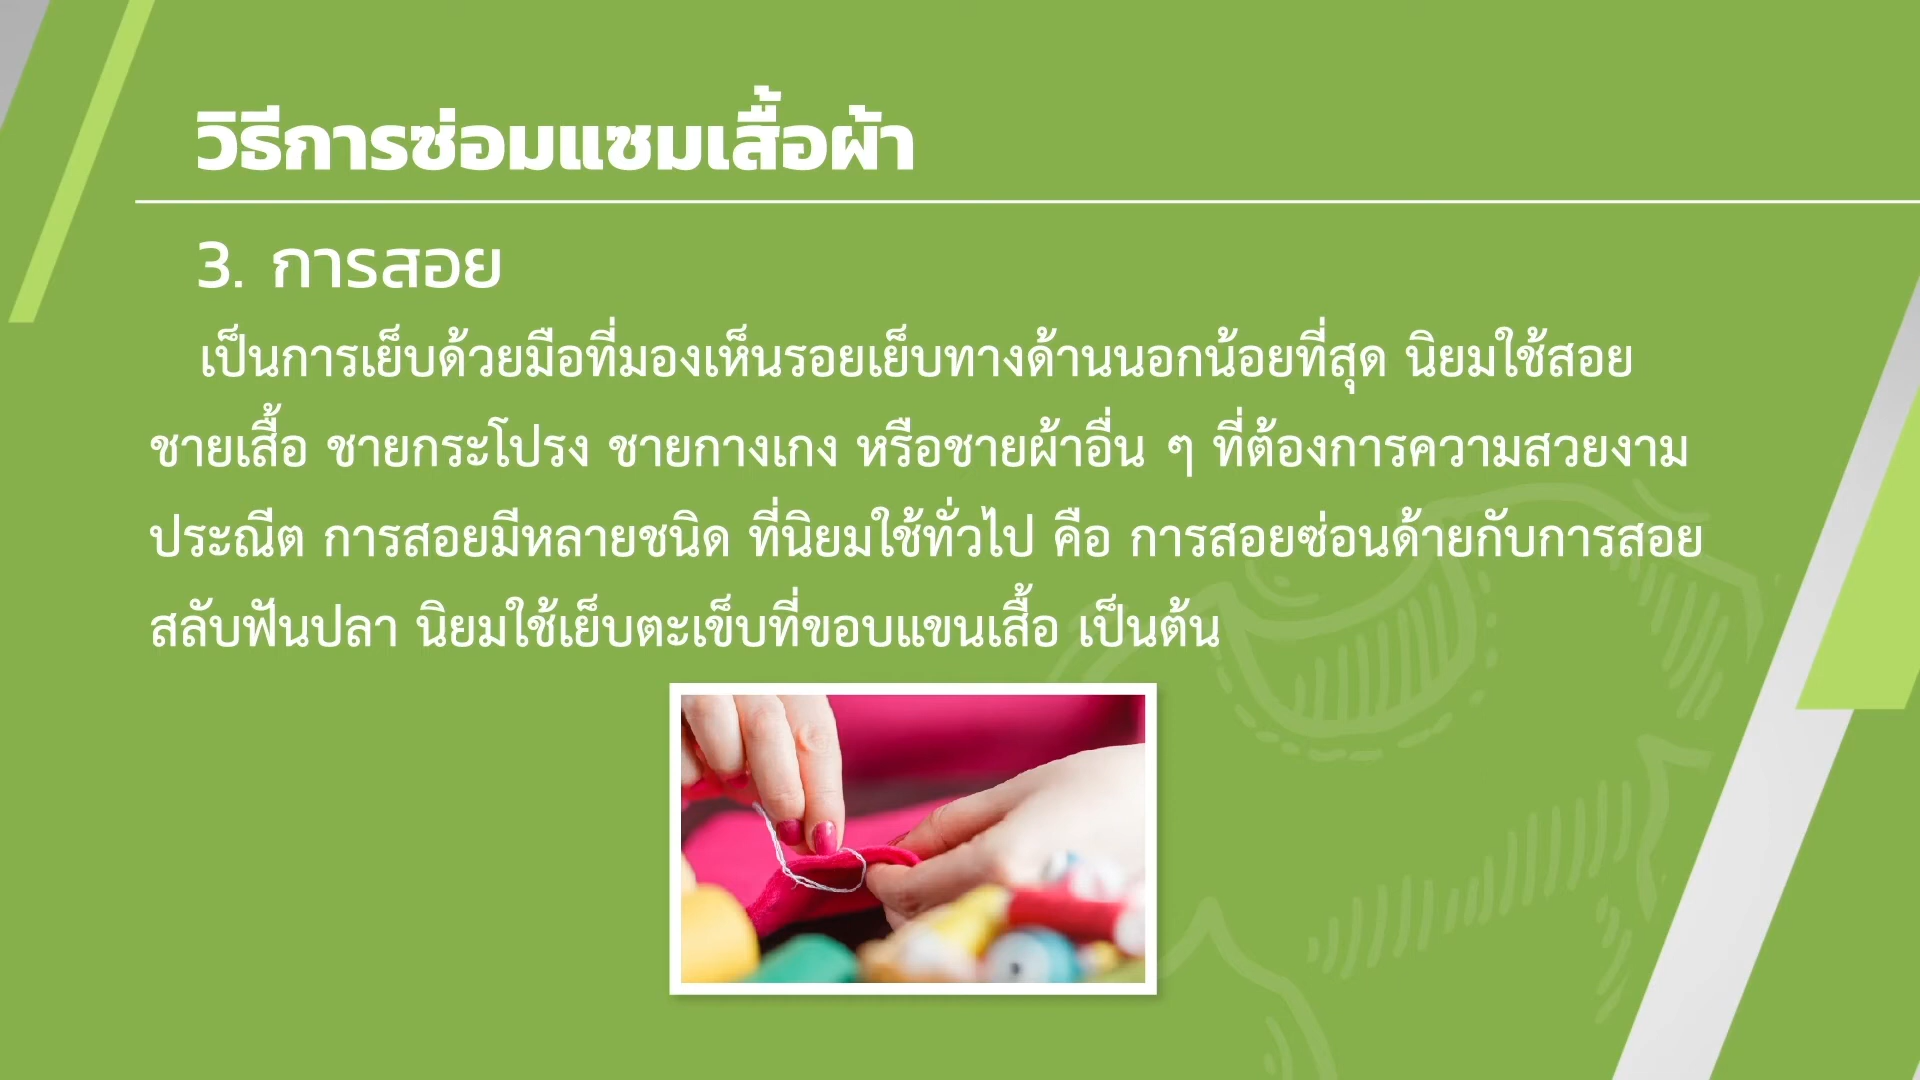 วิธีการซ่อมแซมเสื้อผ้า
3. การสอย
เป็นการเย็บด้วยมือที่มองเห็นรอยเย็บทางด้านนอกน้อยที่สุด นิยมใช้สอย
ชายเสื้อ ชายกระโปรง ชายกางเกง หรือชายผ้าอื่น ๆ ที่ต้องการความสวยงาม
ประณีต การสอยมีหลายชนิด ที่นิยมใช้ทั่วไป คือ การสอยซ่อนด้ายกับการสอย
สลับฟันปลา นิยมใช้เย็บตะเข็บที่ขอบแขนเสื้อ เป็นต้น